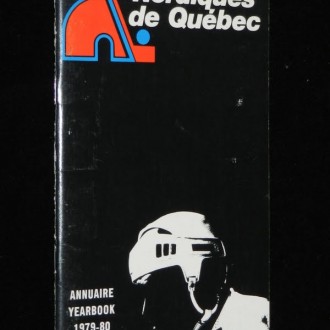 Nordiques
de Québec
ANNUAIRE
YEARBOOK
1979-80